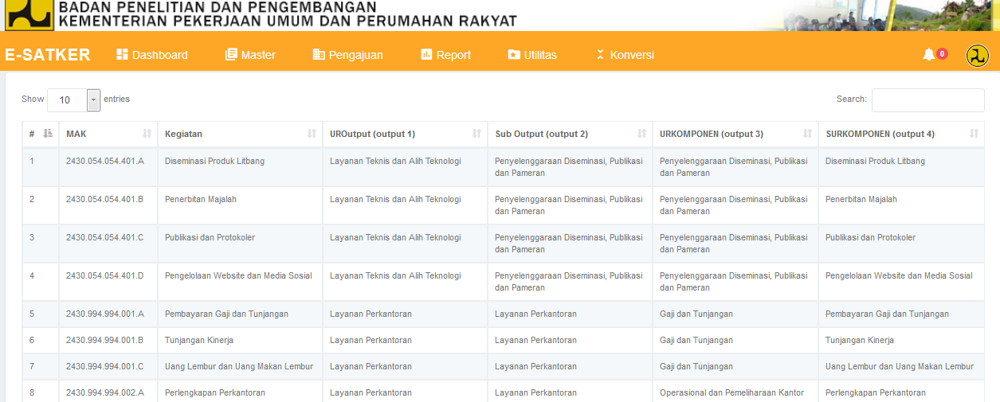 BADAN PENELITIAN DAN PENGEMBANGAN
KEMENTERIAN PEKERJAAN UMUM DAN PERUMAHAN RAKYAT
E-SATKER Dashboard Master Pengajuan Report Utilitas Konversi 0
Show 10 entries Search:
# MAK Kegiatan UROutput (output 1) Sub Output (output 2) URKOMPONEN (output 3) SURKOMPONEN (output 4)
1 2430.054.054.401.A Diseminasi Produk Litbang Layanan Teknis dan Alih Teknologi Penyelenggaraan Diseminasi, Publikasi Penyelenggaraan Diseminasi, Publikasi Diseminasi Produk Litbang
dan Pameran dan Pameran
2 2430.054.054.401.B Penerbitan Majalah Layanan Teknis dan Alih Teknologi Penyelenggaraan Diseminasi, Publikasi Penyelenggaraan Diseminasi, Publikasi Penerbitan Majalah
dan Pameran dan Pameran
3 2430.054.054.401.C Publikasi dan Protokoler Layanan Teknis dan Alih Teknologi Penyelenggaraan Diseminasi, Publikasi Penyelenggaraan Diseminasi, Publikasi Publikasi dan Protokoler
dan Pameran dan Pameran
4 2430.054.054.401.D Pengelolaan Website dan Media Sosial Layanan Teknis dan Alih Teknologi Penyelenggaraan Diseminasi, Publikasi Penyelenggaraan Diseminasi, Publikasi Pengelolaan Website dan Media Sosial
dan Pameran dan Pameran
5 2430.994.994.001.A Pembayaran Gaji dan Tunjangan Layanan Perkantoran Layanan Perkantoran Gaji dan Tunjangan Pembayaran Gaji dan Tunjangan
6 2430.994.994.001.B Tunjangan Kinerja Layanan Perkantoran Layanan Perkantoran Gaji dan Tunjangan Tunjangan Kinerja
7 2430.994.994.001.C Uang Lembur dan Uang Makan Lembur Layanan Perkantoran Layanan Perkantoran Gaji dan Tunjangan Uang Lembur dan Uang Makan Lembur
8 2430.994.994.002.A Perlengkapan Perkantoran Layanan Perkantoran Layanan Perkantoran Operasional dan Pemeliharaan Kantor Perlengkapan Perkantoran